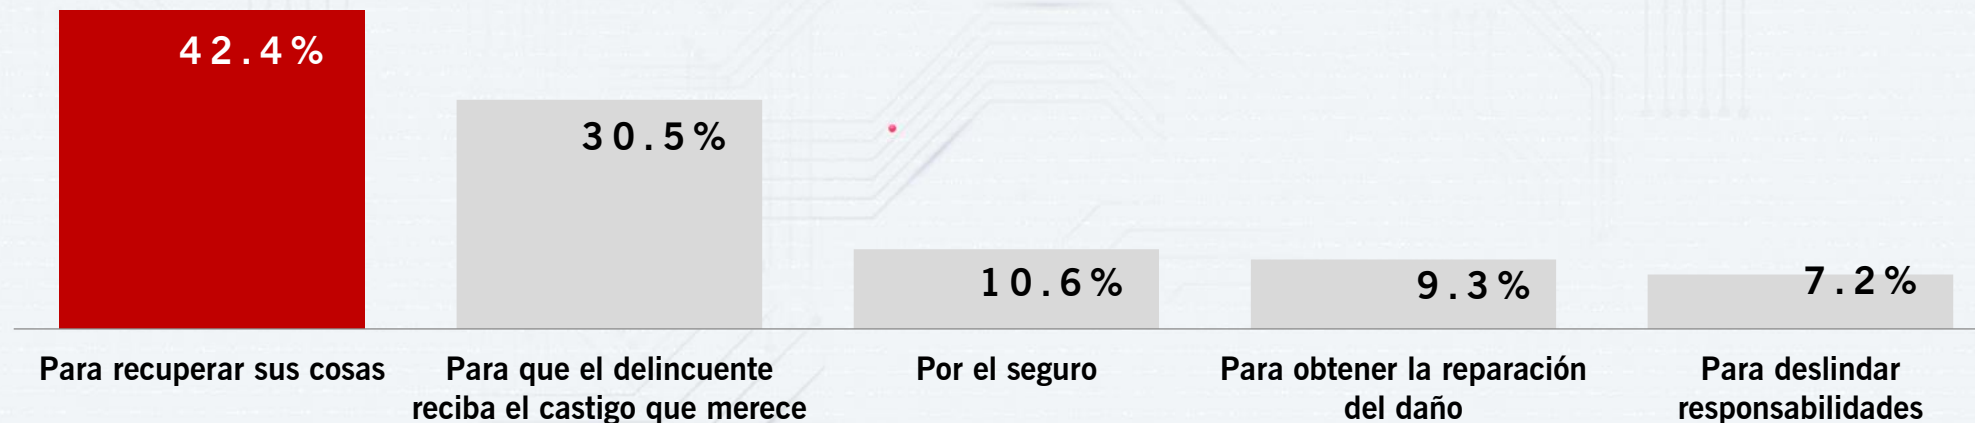 42.4%
30.5%
10.6%
9.3%
7.2%
Para recuperar sus cosas
Para que el delincuente
reciba el castigo que merece
Por el seguro
Para obtener la reparación
del daño
Para deslindar
responsabilidades